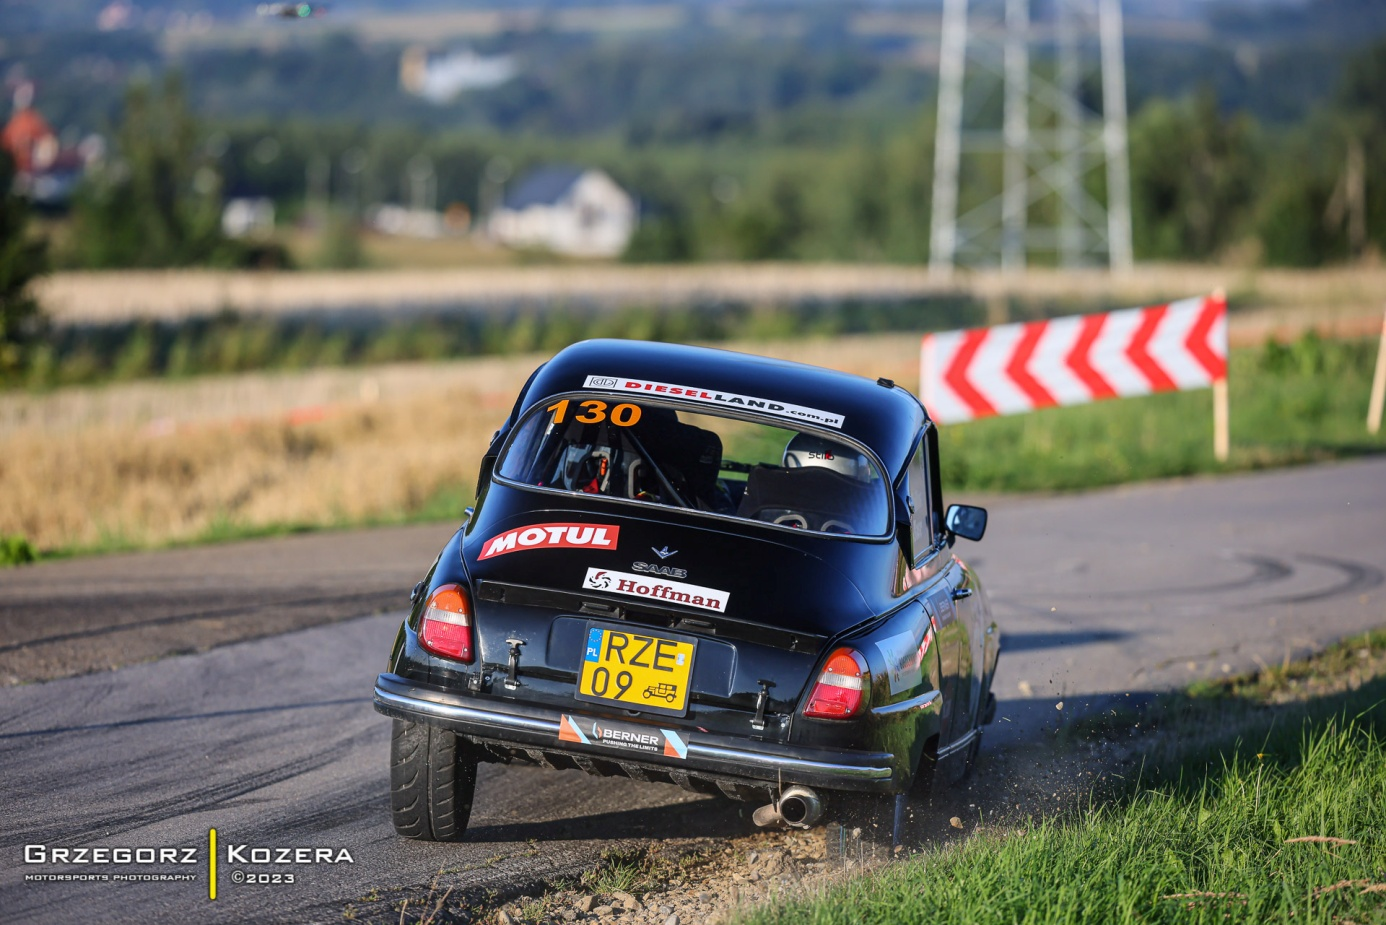 DIESELLAND.com.pl
130
Stilo
MOTUL
SAAB
Hoffman
PL
RZE
09
BERNER
PUSHING THE LIMITS
GRZEGORZ KOZERA
MOTORSPORTS PHOTOGRAPHY ©2023